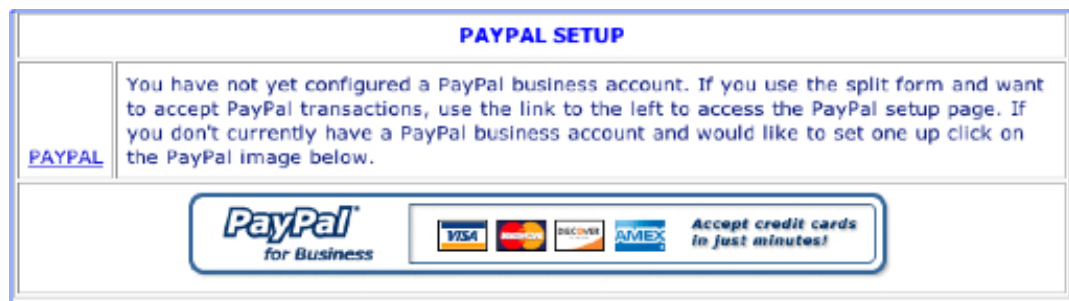 PAYPAL SETUP
You have not yet configured a PayPal business account. If you use the split form and want
to accept PayPal transactions, use the link to the left to access the PayPal setup page. If
you don't currently have a PayPal business account and would like to set one up click on
PAYPAL the PayPal image below.
PayPal
for Business
VISA MasterCard DISCOVER AMEX
Accept credit cards
in just minutes!